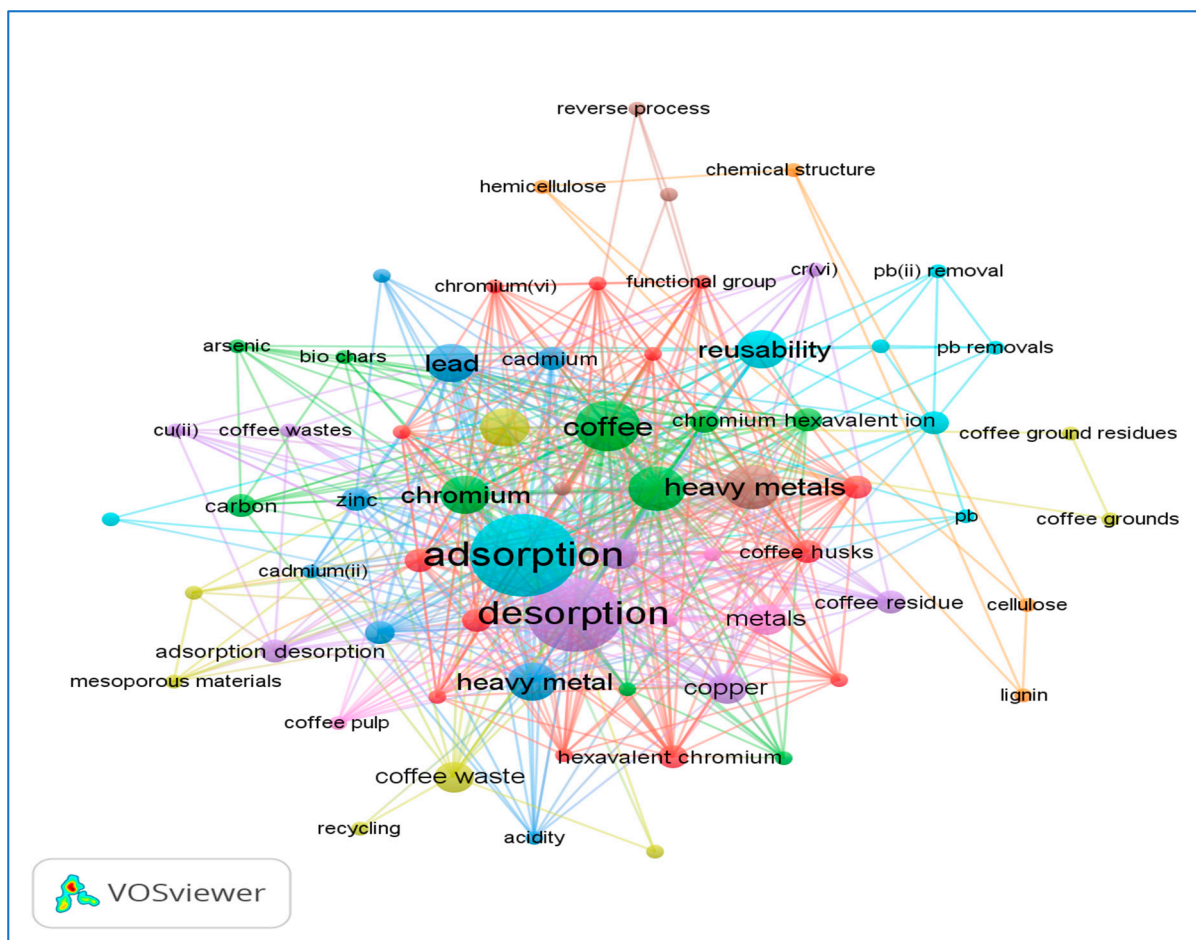 reverse process
chemical structure
hemicellulose
cr(vi)
pb(ii) removal
functional group
chromium(vi)
arsenic
bio chars
lead
cadmium
reusability
pb removals
cu(ii)
coffee wastes
coffee
chromium hexavalent ion
coffee ground residues
carbon
zinc
chromium
heavy metals
pb
coffee grounds
adsorption
coffee husks
cadmium(ii)
desorption
metals
coffee residue
cellulose
adsorption desorption
mesoporous materials
heavy metal
copper
lignin
coffee pulp
hexavalent chromium
coffee waste
recycling
acidity
VOSviewer